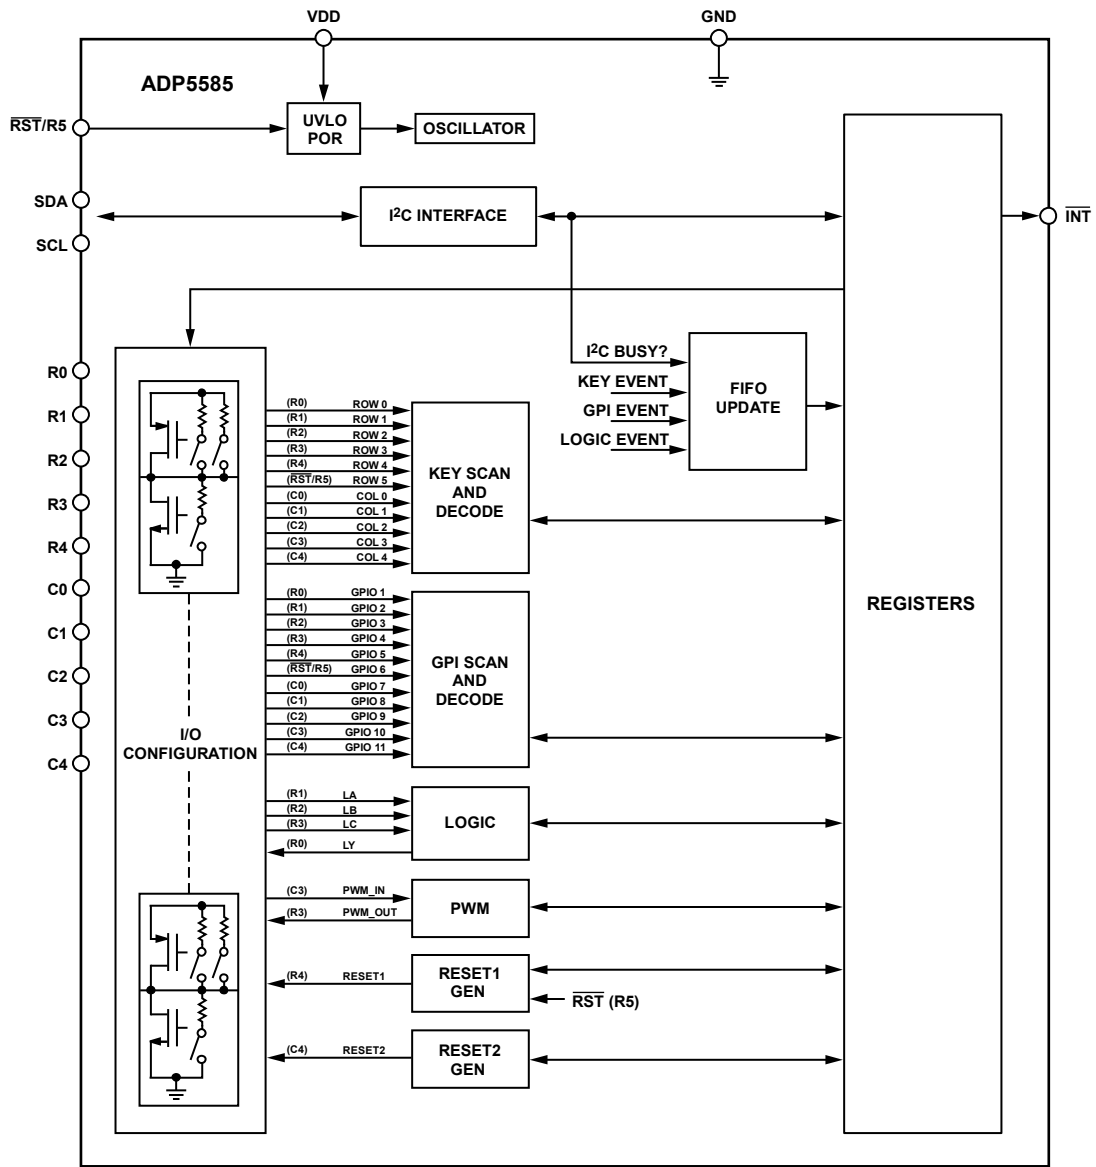 VDD
GND
ADP5585
RST/R5
UVLO
POR
OSCILLATOR
SDA
I2C INTERFACE
INT
SCL
I2C BUSY?
KEY EVENT
GPI EVENT
LOGIC EVENT
FIFO
UPDATE
R0
R1
R2
R3
R4
C0
C1
C2
C3
C4
I/O
CONFIGURATION
(R0) ROW 0
(R1) ROW 1
(R2) ROW 2
(R3) ROW 3
(R4) ROW 4
(RST/R5) ROW 5
(C0) COL 0
(C1) COL 1
(C2) COL 2
(C3) COL 3
(C4) COL 4
KEY SCAN
AND
DECODE
(R0) GPIO 1
(R1) GPIO 2
(R2) GPIO 3
(R3) GPIO 4
(R4) GPIO 5
(RST/R5) GPIO 6
(C0) GPIO 7
(C1) GPIO 8
(C2) GPIO 9
(C3) GPIO 10
(C4) GPIO 11
GPI SCAN
AND
DECODE
REGISTERS
(R1) LA
(R2) LB
(R3) LC
(R0) LY
LOGIC
(C3) PWM_IN
(R3) PWM_OUT
PWM
(R4) RESET1
RESET1
GEN
RST (R5)
(C4) RESET2
RESET2
GEN